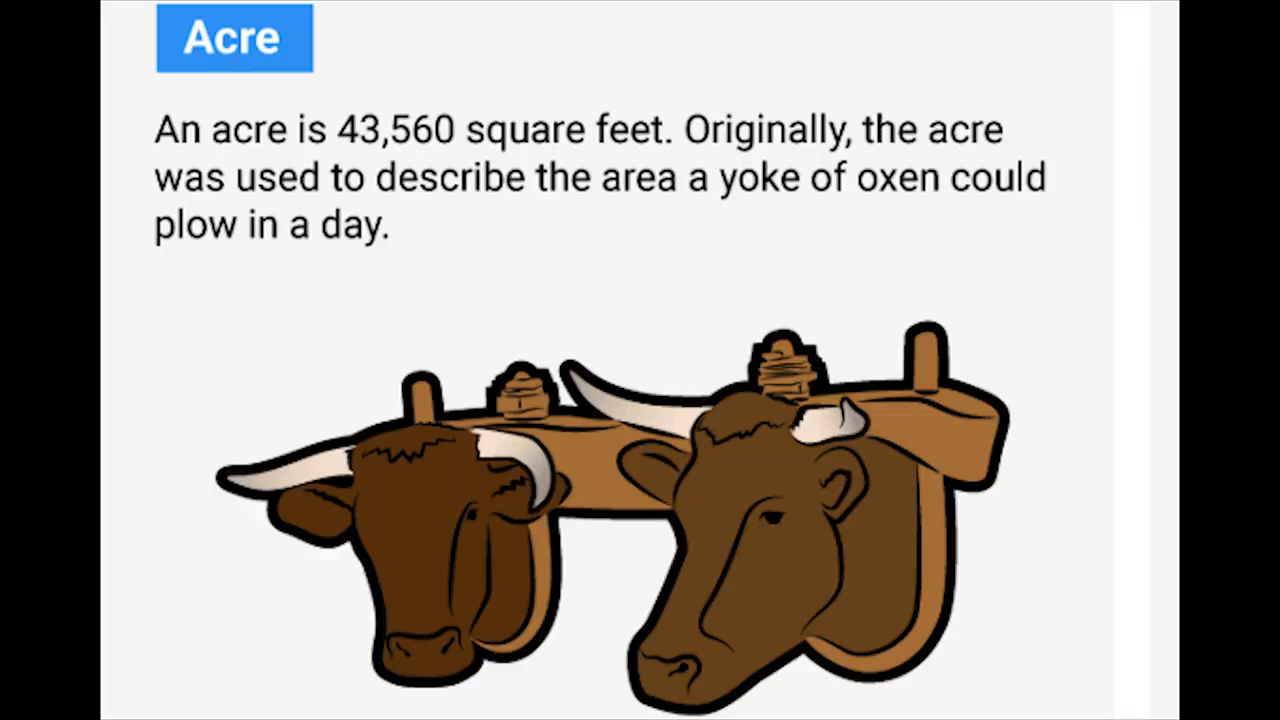 Acre
An acre is 43,560 square feet. Originally, the acre
was used to describe the area a yoke of oxen could
plow in a day.